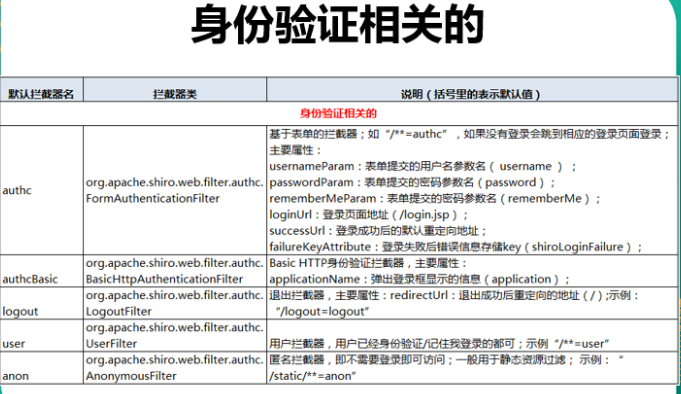 身份验证相关的
默认拦截器名 拦截器类 说明（括号里的表示默认值）
身份验证相关的
authc
org.apache.shiro.web.filter.authc.
FormAuthenticationFilter
基于表单的拦截器；如“/**=authc”，如果没有登录会跳到相应的登录页面登录；
主要属性：
usernameParam：表单提交的用户名参数名（ username ） ；
passwordParam：表单提交的密码参数名（password）；
rememberMeParam：表单提交的密码参数名（rememberMe）；
loginUrl：登录页面地址（/login.jsp）；
successUrl：登录成功后的默认重定向地址；
failureKeyAttribute：登录失败后错误信息存储key（shiroLoginFailure）；
authcBasic
org.apache.shiro.web.filter.authc.
BasicHttpAuthenticationFilter
Basic HTTP身份验证拦截器，主要属性：
applicationName：弹出登录框显示的信息（application）；
logout
org.apache.shiro.web.filter.authc.
LogoutFilter
退出拦截器，主要属性：redirectUrl：退出成功后重定向的地址（/）;示例：
“/logout=logout”
user
org.apache.shiro.web.filter.authc.
UserFilter
用户拦截器，用户已经身份验证/记住我登录的都可；示例“/**=user”
anon
org.apache.shiro.web.filter.authc.
AnonymousFilter
匿名拦截器，即不需要登录即可访问；一般用于静态资源过滤；示例：“
/static/**=anon”